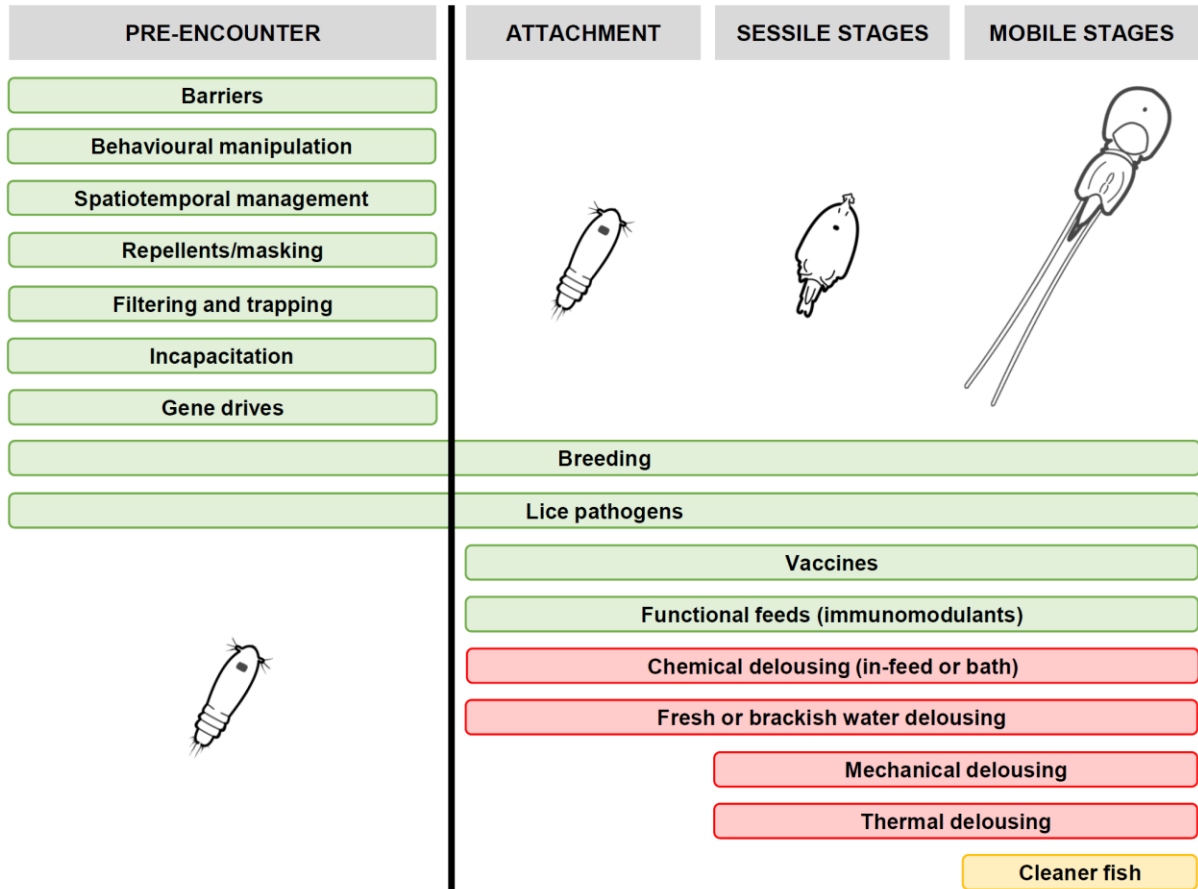 PRE-ENCOUNTER
ATTACHMENT
SESSILE STAGES
MOBILE STAGES
Barriers
Behavioural manipulation
Spatiotemporal management
Repellents/masking
Filtering and trapping
Incapacitation
Gene drives
Breeding
Lice pathogens
Vaccines
Functional feeds (immunomodulants)
Chemical delousing (in-feed or bath)
Fresh or brackish water delousing
Mechanical delousing
Thermal delousing
Cleaner fish